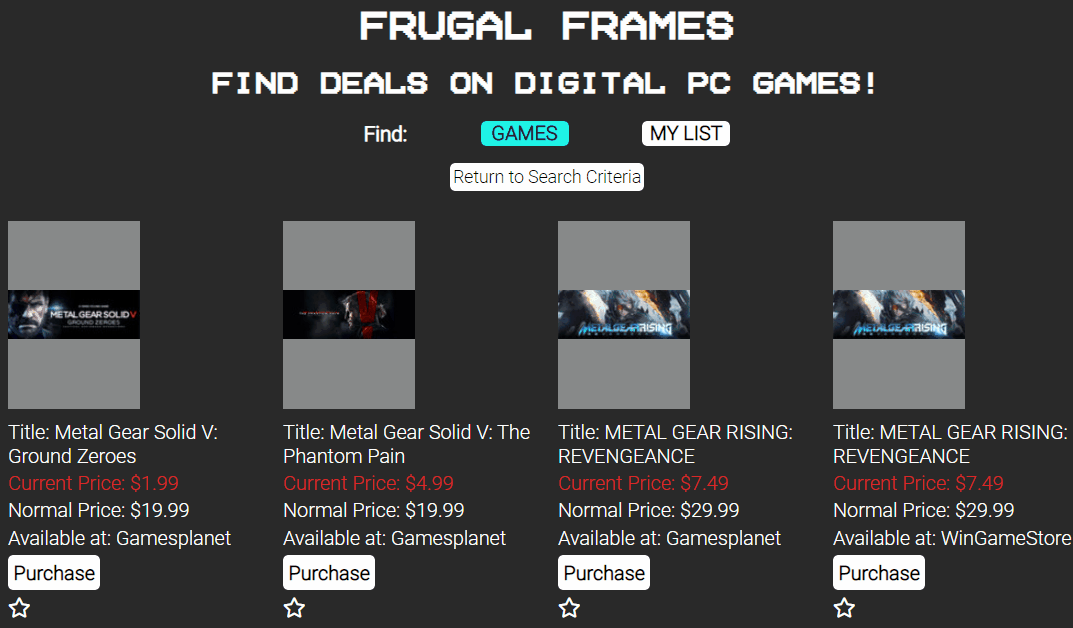 FRUGAL FRAMES
FIND DEALS ON DIGITAL PC GAMES!
Find: GAMES MY LIST
Return to Search Criteria
METAL GEAR SOLID V
GROUND ZEROES
THE PHANTOM PAIN
METAL GEAR RISING
METAL GEAR RISING
Title: Metal Gear Solid V:
Ground Zeroes
Current Price: $1.99
Normal Price: $19.99
Available at: Gamesplanet
Purchase
Title: Metal Gear Solid V: The
Phantom Pain
Current Price: $4.99
Normal Price: $19.99
Available at: Gamesplanet
Purchase
Title: METAL GEAR RISING:
REVENGEANCE
Current Price: $7.49
Normal Price: $29.99
Available at: Gamesplanet
Purchase
Title: METAL GEAR RISING:
REVENGEANCE
Current Price: $7.49
Normal Price: $29.99
Available at: WinGameStore
Purchase